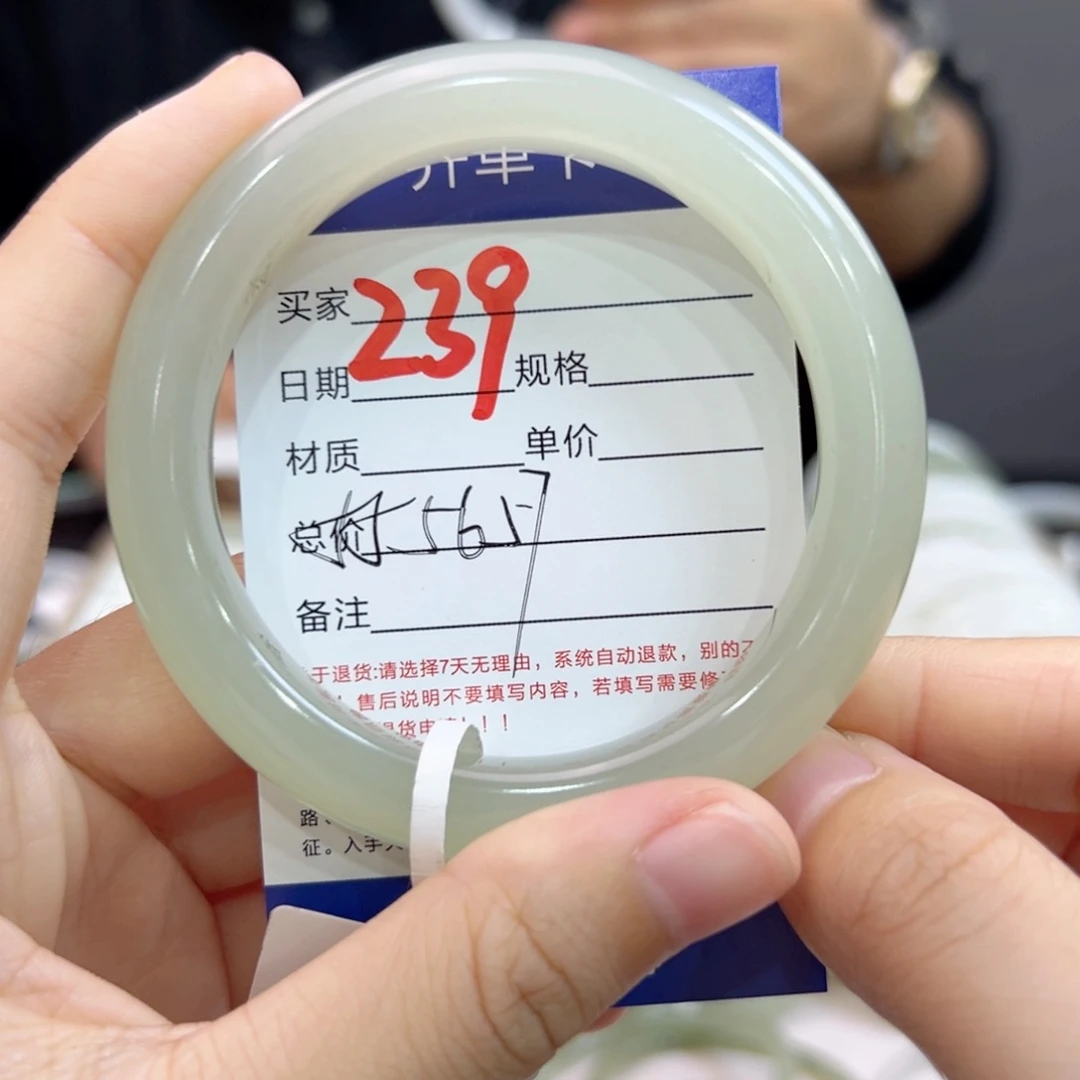 开单卡
买家 239
日期 规格
材质 单价
总价 565
备注
于退货:请选择7天无理由，系统自动退款，别的不
！售后说明不要填写内容，若填写需要修
退货申 ！！
路、
征。入手